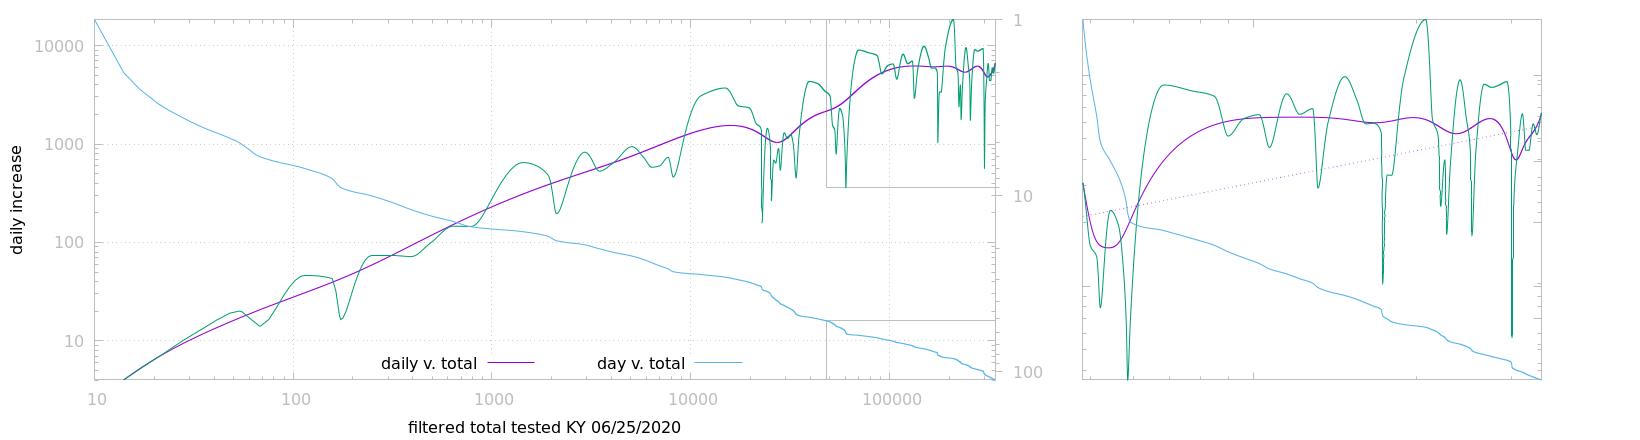 10000
1000
100
10
daily increase
1
10
100
daily v. total
day v. total
10 100 1000 10000 100000
filtered total tested KY 06/25/2020